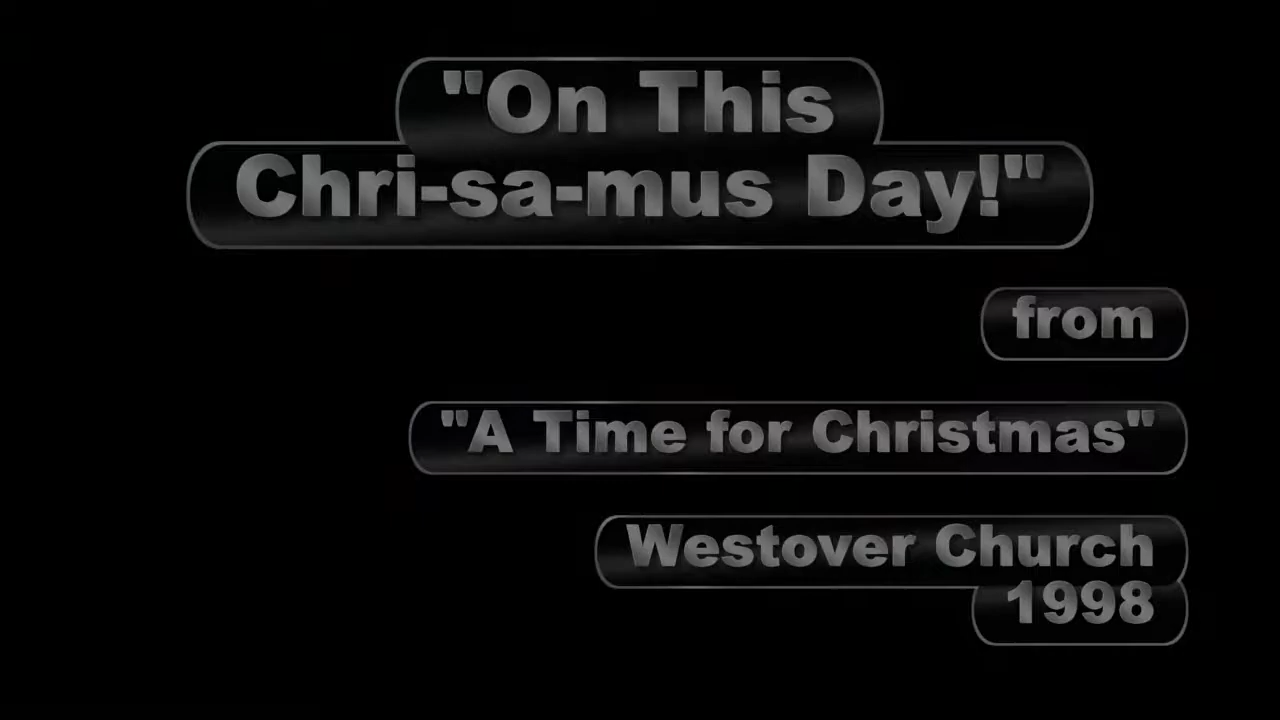 "On This
Chri-sa-mus Day!"
from
"A Time for Christmas"
Westover Church
1998